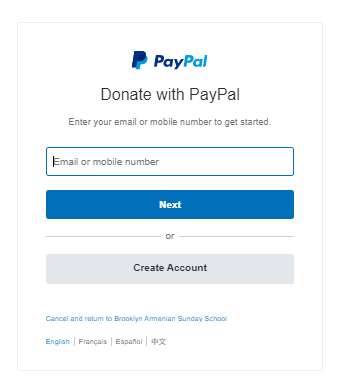 PayPal
Donate with PayPal
Enter your email or mobile number to get started.
Email or mobile number
Next
or
Create Account
Cancel and return to Brooklyn Armenian Sunday School
English | Français | Español | 中文